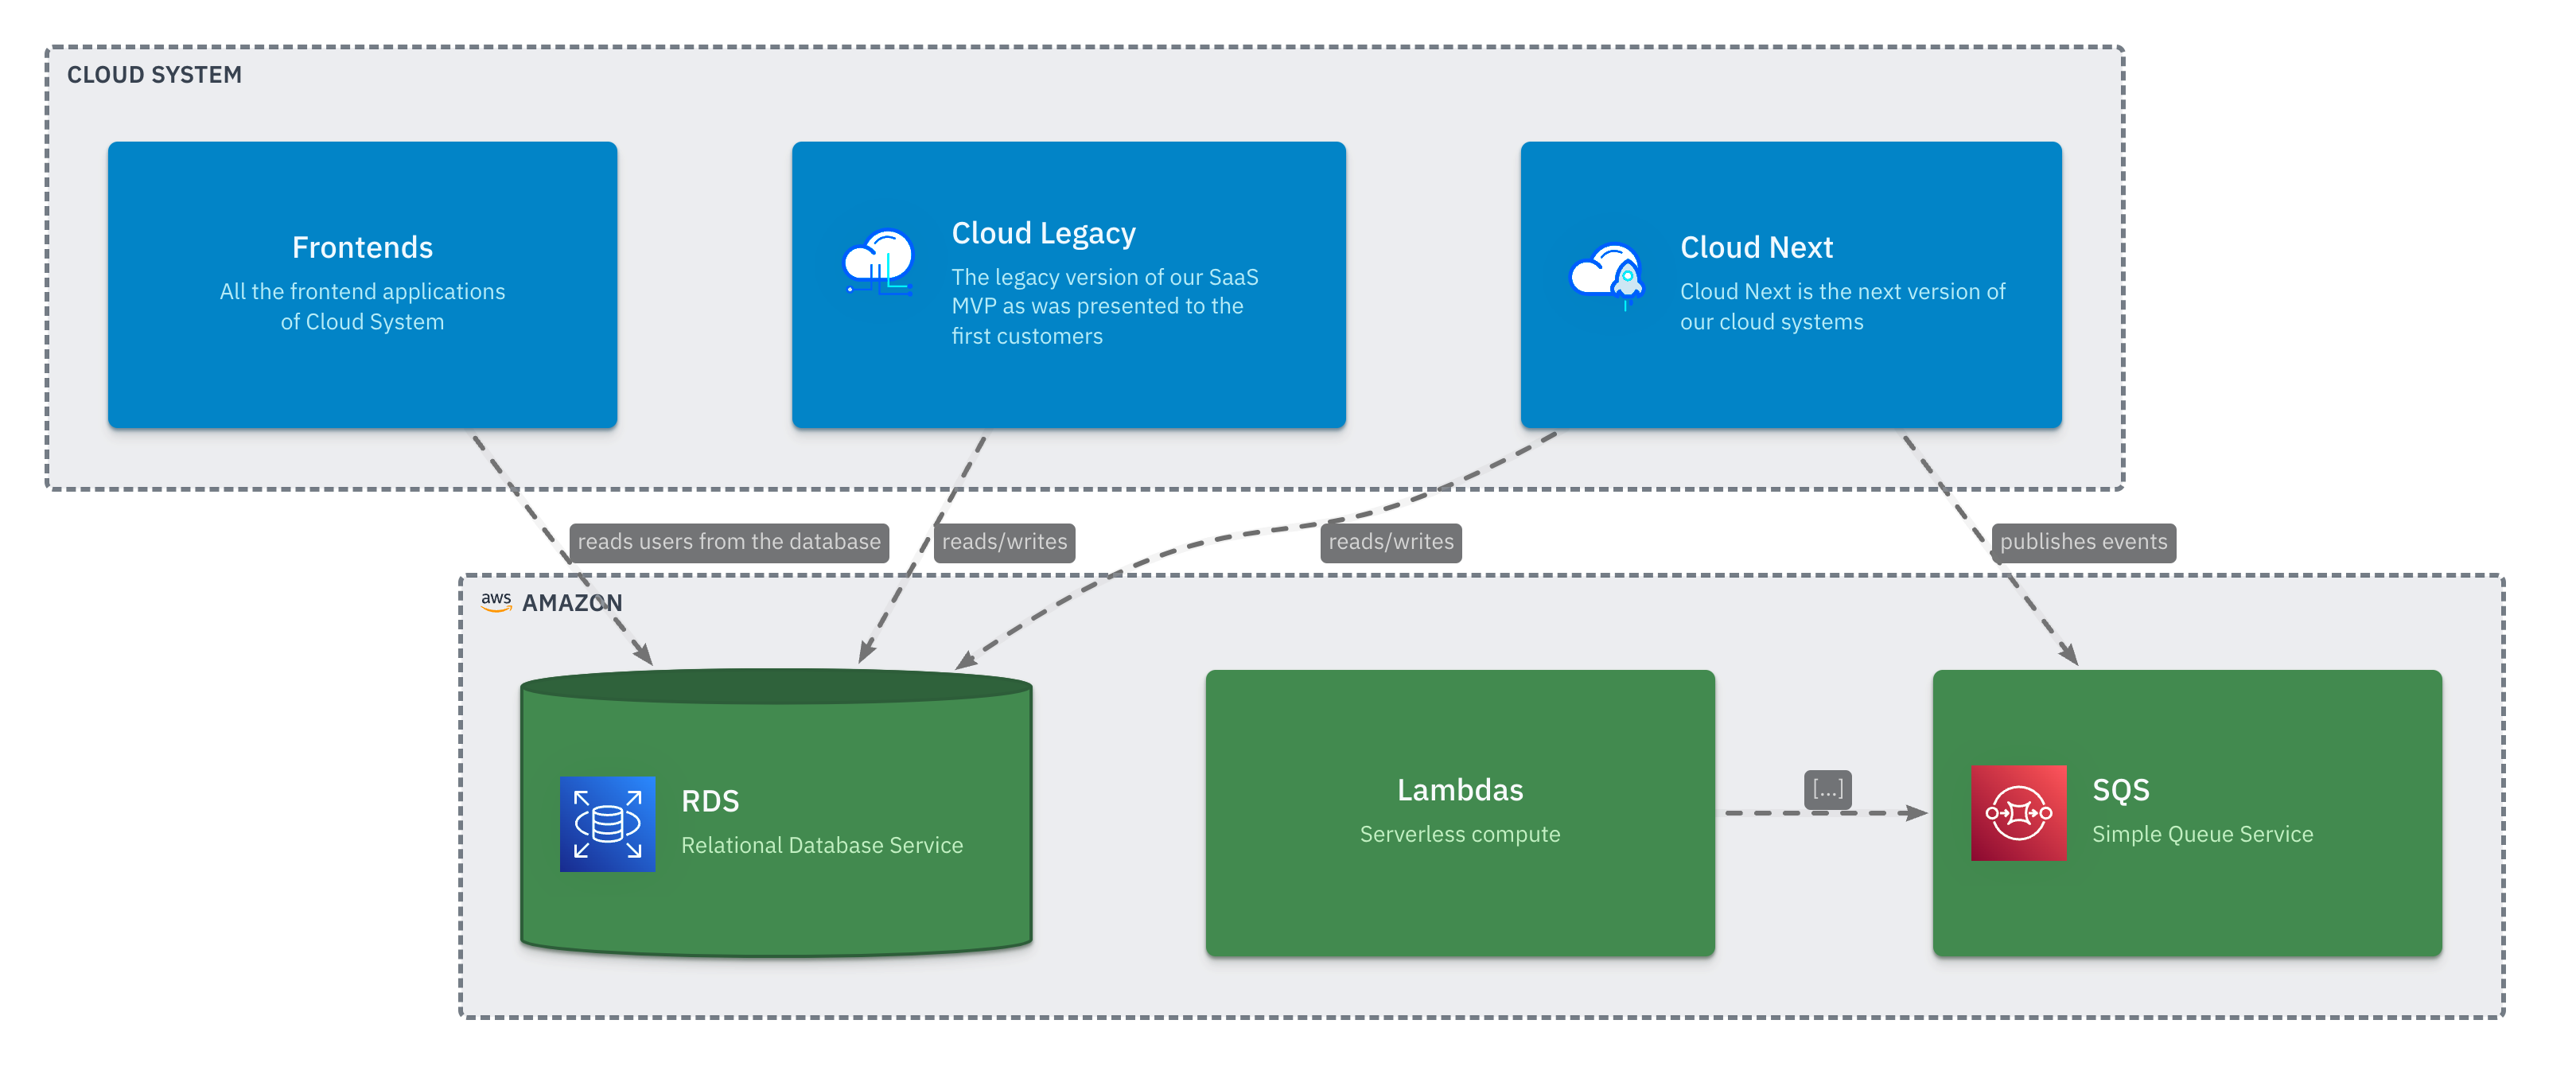 CLOUD SYSTEM
Frontends
All the frontend applications
of Cloud System
Cloud Legacy
The legacy version of our SaaS
MVP as was presented to the
first customers
Cloud Next
Cloud Next is the next version of
our cloud systems
reads users from the database
reads/writes
reads/writes
publishes events
aws AMAZON
RDS
Relational Database Service
Lambdas
Serverless compute
[...]
SQS
Simple Queue Service